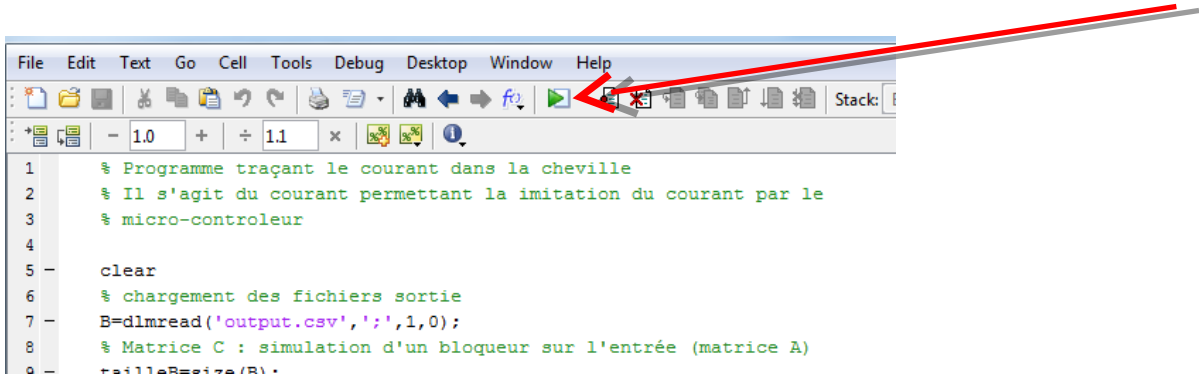 File Edit Text Go Cell Tools Debug Desktop Window Help
Stack:
- 1.0 + ÷ 1.1 ×
1 % Programme traçant le courant dans la cheville
2 % Il s'agit du courant permettant la imitation du courant par le
3 % micro-controleur
4
5 - clear
6 % chargement des fichiers sortie
7 - B=dlmread('output.csv',';',1,0);
8 % Matrice C : simulation d'un bloqueur sur l'entrée (matrice A)
9 - tailleB=size(B);